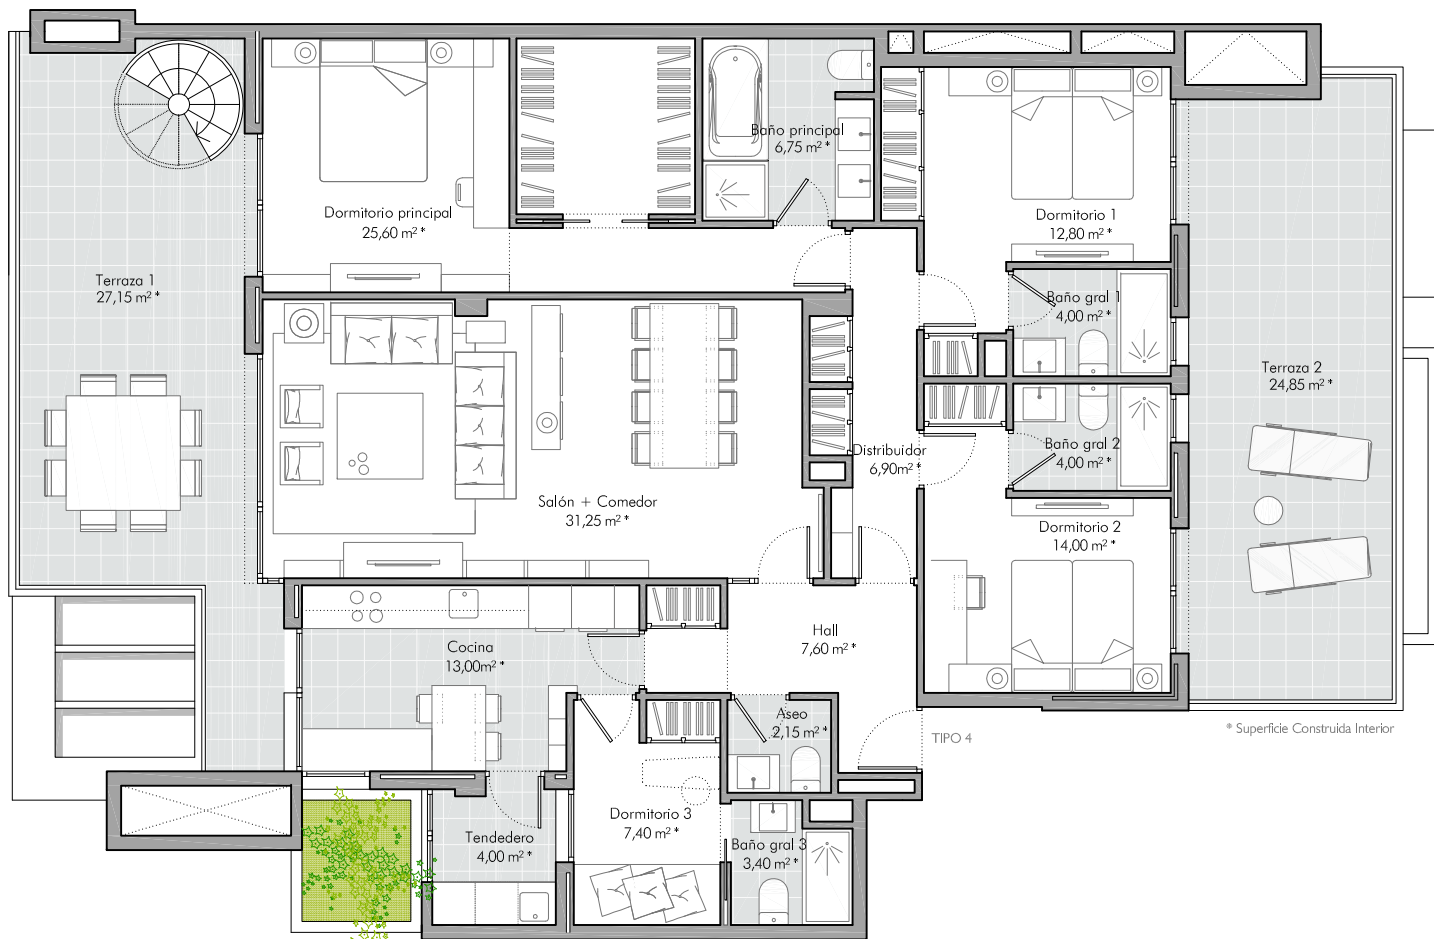 Baño principal
6,75 m² *
Dormitorio principal
25,60 m² *
Dormitorio 1
12,80 m² *
Terraza 1
27,15 m² *
Baño gral 1
4,00 m² *
Terraza 2
24,85 m² *
Distribuidor
6,90m² *
Baño gral 2
4,00 m² *
Salón + Comedor
31,25 m² *
Dormitorio 2
14,00 m² *
Hall
7,60 m² *
Cocina
13,00m² *
Aseo
2,15 m² *
TIPO 4
* Superficie Construida Interior
Dormitorio 3
7,40 m² *
Tendedero
4,00 m² *
Baño gral 3
3,40 m² *